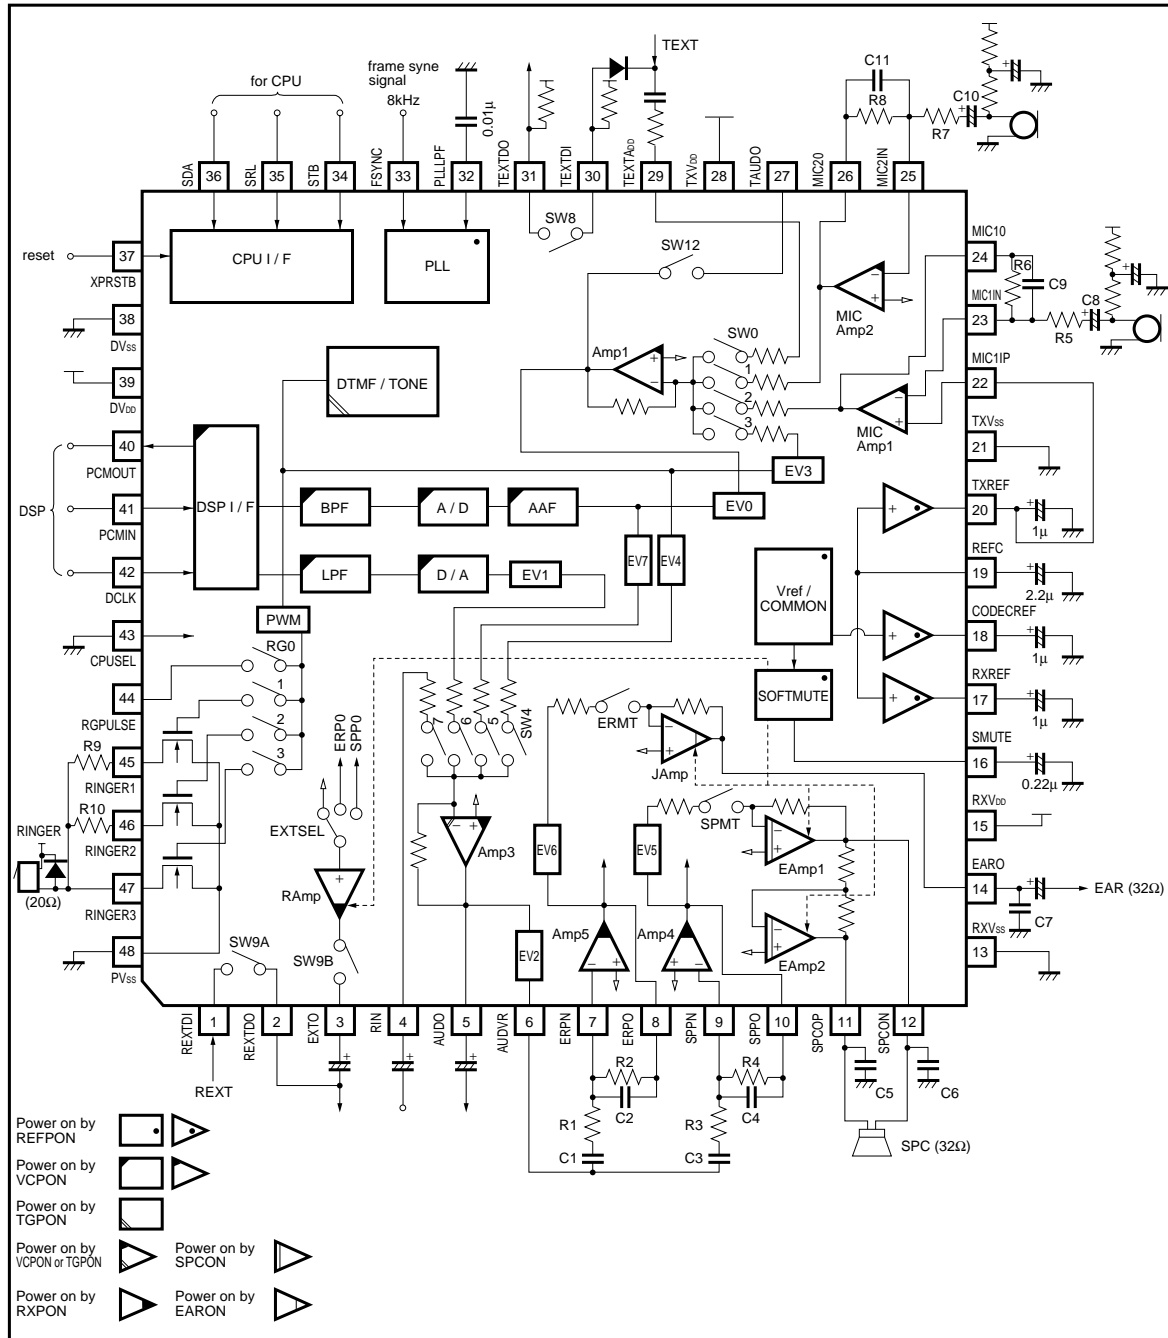 TEXT
for CPU
frame sync
signal
8kHz
0.01μ
C11
R8
C10
R7
SDA
SRL
STB
FSYNC
PLLLPF
TEXTDO
TEXTDI
TEXTADD
TXVDD
TAUDO
MIC20
MIC2IN
36
35
34
33
32
31
30
29
28
27
26
25
reset
37
XPRSTB
CPU I / F
PLL
SW8
SW12
MIC
Amp2
MIC10
24
R6
C9
MIC1IN
23
C8
R5
38
DVSS
39
DVDD
DTMF / TONE
Amp1
SW0
1
2
3
MIC
Amp1
MIC1IP
22
TXVSS
21
DSP
40
PCMOUT
41
PCMIN
42
DCLK
DSP I / F
BPF
A / D
AAF
EV0
EV3
LPF
D / A
EV1
EV7
EV4
TXREF
20
1μ
REFC
19
2.2μ
Vref /
COMMON
CODECREF
18
1μ
RXREF
17
1μ
SOFTMUTE
SMUTE
16
0.22μ
RXVDD
15
43
CPUSEL
PWM
RG0
1
2
3
44
RGPULSE
R9
45
RINGER1
R10
46
RINGER2
RINGER
(20Ω)
47
RINGER3
48
PVSS
7
6
5
SW4
ERP0
SPP0
EXTSEL
RAmp
SW9A
SW9B
Amp3
ERMT
JAmp
SPMT
EV6
EV5
EAmp1
EAmp2
Amp5
Amp4
EV2
EARO
14
EAR (32Ω)
C7
RXVSS
13
REXTDI
REXTDO
EXTO
RIN
AUDO
AUDVR
ERPN
ERPO
SPPN
SPPO
SPCOP
SPCON
1
2
3
4
5
6
7
8
9
10
11
12
REXT
R2
C2
R1
C1
R4
C4
R3
C3
C5
C6
SPC (32Ω)
Power on by
REFPON
Power on by
VCPON
Power on by
TGPON
Power on by
VCPON or TGPON
Power on by
SPCON
Power on by
RXPON
Power on by
EARON